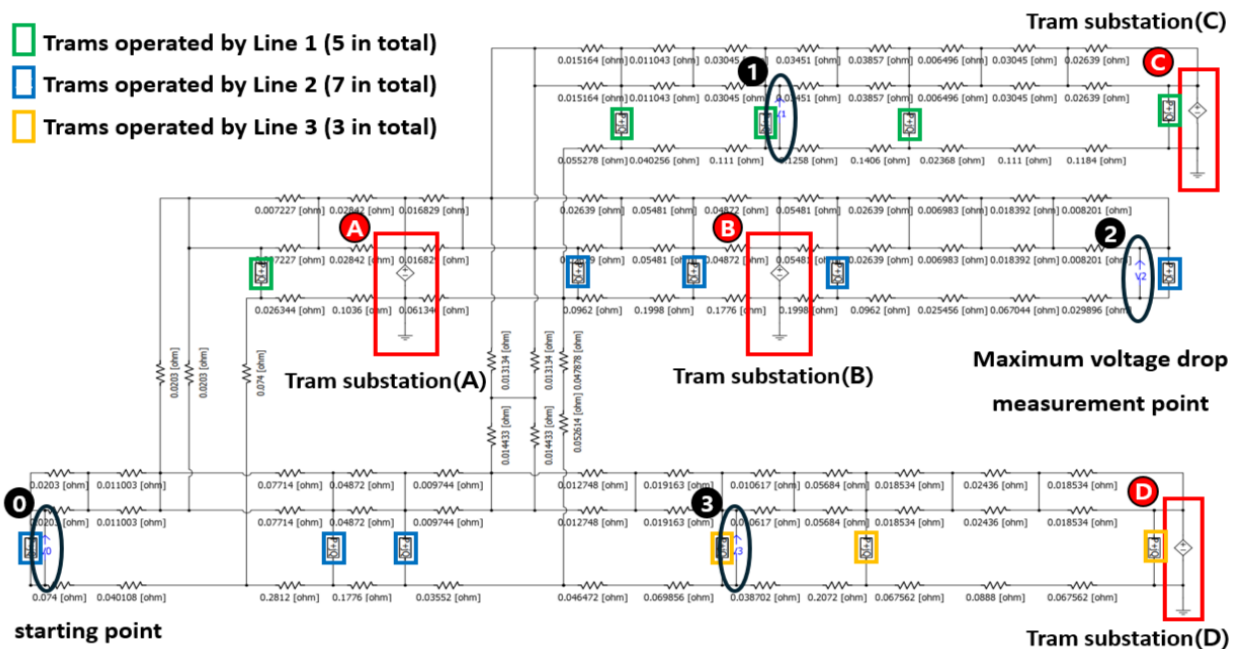 Tram substation(C)
Trams operated by Line 1 (5 in total)
Trams operated by Line 2 (7 in total)
Trams operated by Line 3 (3 in total)
C
1
0.015164 [ohm] 0.011043 [ohm] 0.03045 [ohm] 0.03451 [ohm] 0.03857 [ohm] 0.006496 [ohm] 0.03045 [ohm] 0.02639 [ohm]
0.015164 [ohm] 0.011043 [ohm] 0.03045 [ohm] [ohm] 0.03857 [ohm] 0.006496 [ohm] 0.03045 [ohm] 0.02639 [ohm]
0.055278 [ohm] 0.040256 [ohm] 0.111 [ohm] [ohm] 0.1406 [ohm] 0.02368 [ohm] 0.111 [ohm] 0.1184 [ohm]
A
B
2
0.007227 [ohm] 0.02842 [ohm] 0.016829 [ohm] 0.02639 [ohm] 0.05481 [ohm] 0.04872 [ohm] 0.05481 [ohm] 0.02639 [ohm] 0.006983 [ohm] 0.018392 [ohm] 0.008201 [ohm]
[ohm] 0.02842 [ohm] [ohm] [ohm] 0.05481 [ohm] 0.04872 [ohm] [ohm] 0.02639 [ohm] 0.006983 [ohm] 0.018392 [ohm] 0.008201 [ohm]
V2
0.026344 [ohm] 0.1036 [ohm] [ohm] 0.0962 [ohm] 0.1998 [ohm] 0.1776 [ohm] [ohm] 0.0962 [ohm] 0.025456 [ohm] 0.067044 [ohm] 0.029896 [ohm]
Tram substation(A)
Tram substation(B)
Maximum voltage drop
measurement point
0.0203 [ohm]
0.0203 [ohm]
0.074 [ohm]
0.013134 [ohm]
0.013134 [ohm]
0.047878 [ohm]
0.014433 [ohm]
0.014433 [ohm]
0.052614 [ohm]
0
3
D
0.0203 [ohm] 0.011003 [ohm] 0.07714 [ohm] 0.04872 [ohm] 0.009744 [ohm] 0.012748 [ohm] 0.019163 [ohm] 0.010617 [ohm] 0.05684 [ohm] 0.018534 [ohm] 0.02436 [ohm] 0.018534 [ohm]
[ohm] 0.011003 [ohm] 0.07714 [ohm] 0.04872 [ohm] 0.009744 [ohm] 0.012748 [ohm] 0.019163 [ohm] [ohm] 0.05684 [ohm] 0.018534 [ohm] 0.02436 [ohm] 0.018534 [ohm]
0.074 [ohm] 0.040108 [ohm] 0.2812 [ohm] 0.1776 [ohm] 0.03552 [ohm] 0.046472 [ohm] 0.069856 [ohm] 0.038702 [ohm] 0.2072 [ohm] 0.067562 [ohm] 0.0888 [ohm] 0.067562 [ohm]
starting point
Tram substation(D)